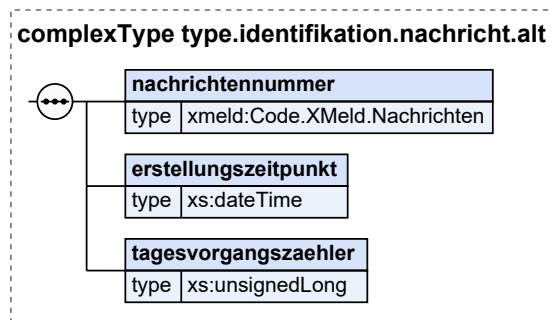 complexType type.identifikation.nachricht.alt
nachrichtennummer
type xmeld:Code.XMeld.Nachrichten
erstellungszeitpunkt
type xs:dateTime
tagesvorgangszaehler
type xs:unsignedLong